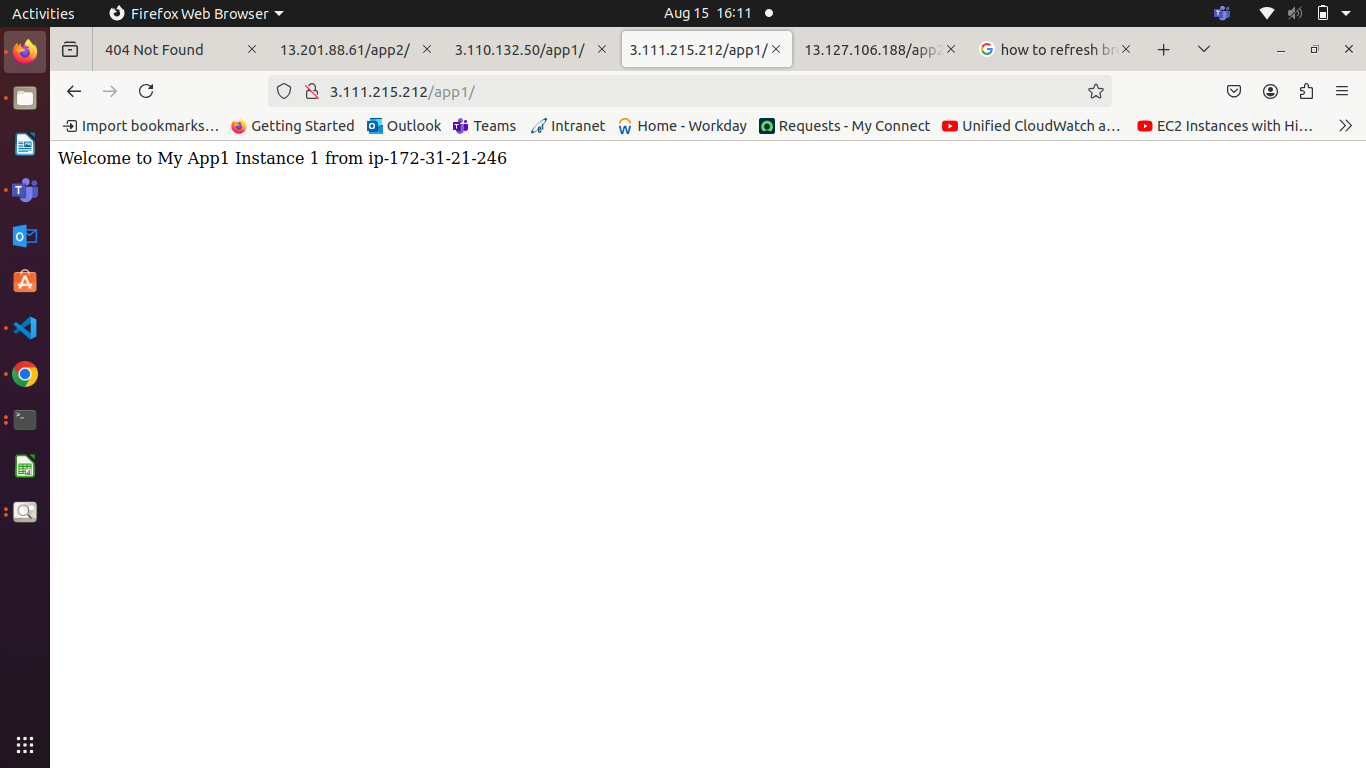 Activities Firefox Web Browser Aug 15 16:11
404 Not Found 13.201.88.61/app2/ 3.110.132.50/app1/ 3.111.215.212/app1/ 13.127.106.188/app2 how to refresh br
3.111.215.212/app1/
Import bookmarks… Getting Started Outlook Teams Intranet Home - Workday Requests - My Connect Unified CloudWatch a… EC2 Instances with Hi…
Welcome to My App1 Instance 1 from ip-172-31-21-246